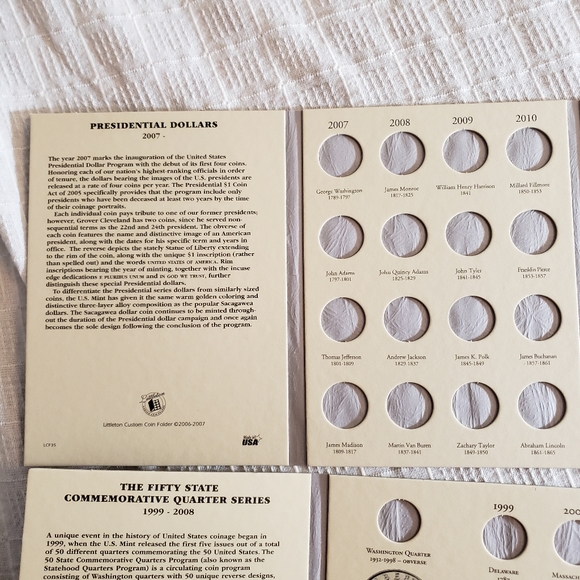 PRESIDENTIAL DOLLARS
2007 -
The year 2007 marks the inauguration of the United States
Presidential Dollar Program with the debut of its first four coins.
Honoring each of our nation's highest-ranking officials in order
of tenure, the dollars bearing the images of the U.S. presidents are
released at a rate of four coins per year. The Presidential $1 Coin
Act of 2005 specifically provides that the program include only
presidents who have been deceased at least two years by the time
of their coinage portraits.
Each individual coin pays tribute to one of our former presidents;
however, Grover Cleveland has two coins, since he served non-
sequential terms as the 22nd and 24th president. The obverse of
each coin features the name and distinctive image of an American
president, along with the dates for his specific term and years in
office. The reverse depicts the stately Statue of Liberty extending
to the rim of the coin, along with the unique $1 inscription (rather
than spelled out) and the words UNITED STATES OF AMERICA. Rim
inscriptions bearing the year of minting, together with the incuse
edge dedications E PLURIBUS UNUM and IN GOD WE TRUST, further
distinguish these special Presidential dollars.
To differentiate the Presidential series dollars from similarly sized
coins, the U.S. Mint has given it the same warm golden coloring and
distinctive three-layer alloy composition as the popular Sacagawea
dollars. The Sacagawea dollar coin continues to be minted through-
out the duration of the Presidential dollar campaign and once again
becomes the sole design following the conclusion of the program.
Littleton
Littleton Custom Coin Folder ©2006-2007
LCF35
Made in
USA
2007 2008 2009 2010
George Washington
1789-1797
James Monroe
1817-1825
William Henry Harrison
1841
Millard Fillmore
1850-1853
John Adams
1797-1801
John Quincy Adams
1825-1829
John Tyler
1841-1845
Franklin Pierce
1853-1857
Thomas Jefferson
1801-1809
Andrew Jackson
1829-1837
James K. Polk
1845-1849
James Buchanan
1857-1861
James Madison
1809-1817
Martin Van Buren
1837-1841
Zachary Taylor
1849-1850
Abraham Lincoln
1861-1865
THE FIFTY STATE
COMMEMORATIVE QUARTER SERIES
1999 - 2008
A unique event in the history of United States coinage began in
1999, when the U.S. Mint released the first five issues out of a total
of 50 different quarters commemorating the 50 United States. The
50 State Commemorative Quarters Program (also known as the
Statehood Quarters Program) is a circulating coin program
consisting of Washington quarters with 50 unique reverse designs,
1999
200
WASHINGTON QUARTER
1932-1998 - OBVERSE
DELAWARE
MASSA